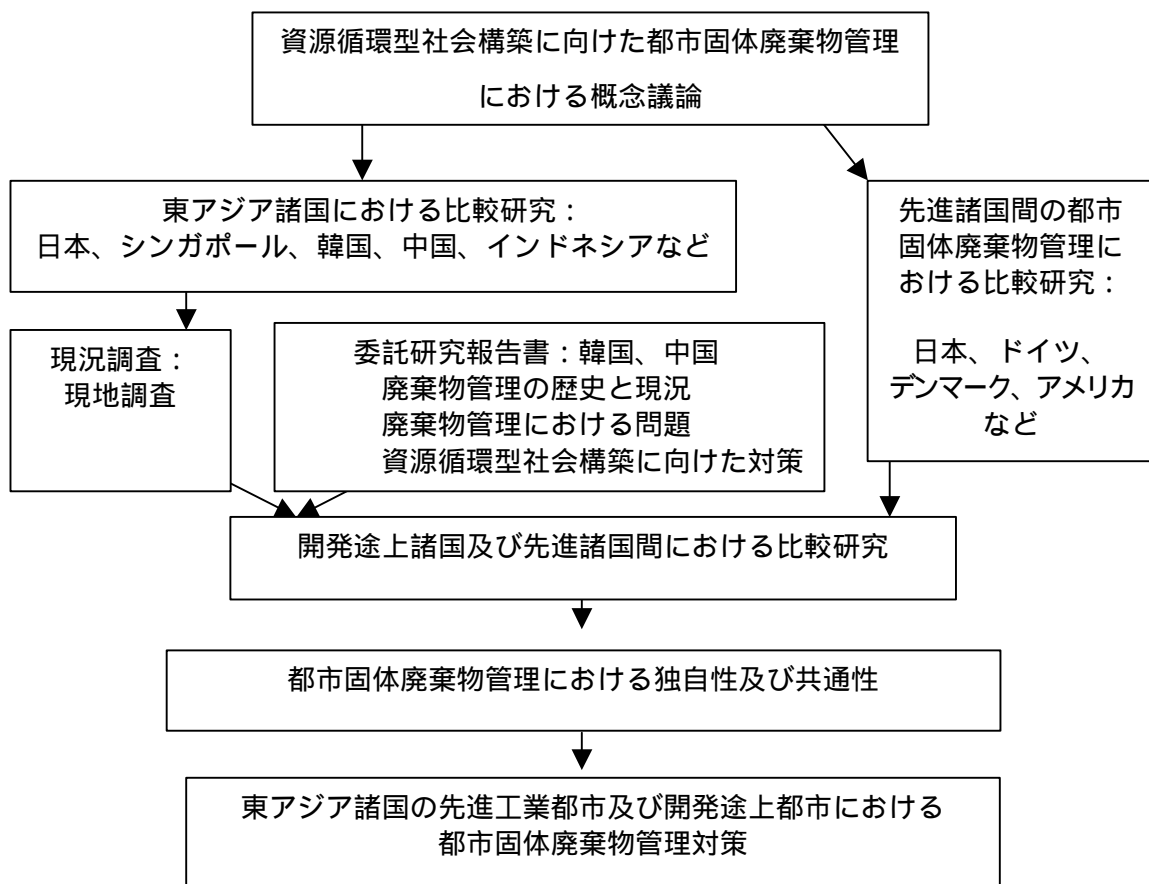 資源循環型社会構築に向けた都市固体廃棄物管理
における概念議論
東アジア諸国における比較研究：
日本、シンガポール、韓国、中国、インドネシアなど
先進諸国間の都市
固体廃棄物管理に
おける比較研究：
日本、ドイツ、
デンマーク、アメリカ
など
現況調査：
現地調査
委託研究報告書：韓国、中国
廃棄物管理の歴史と現況
廃棄物管理における問題
資源循環型社会構築に向けた対策
開発途上諸国及び先進諸国間における比較研究
都市固体廃棄物管理における独自性及び共通性
東アジア諸国の先進工業都市及び開発途上都市における
都市固体廃棄物管理対策